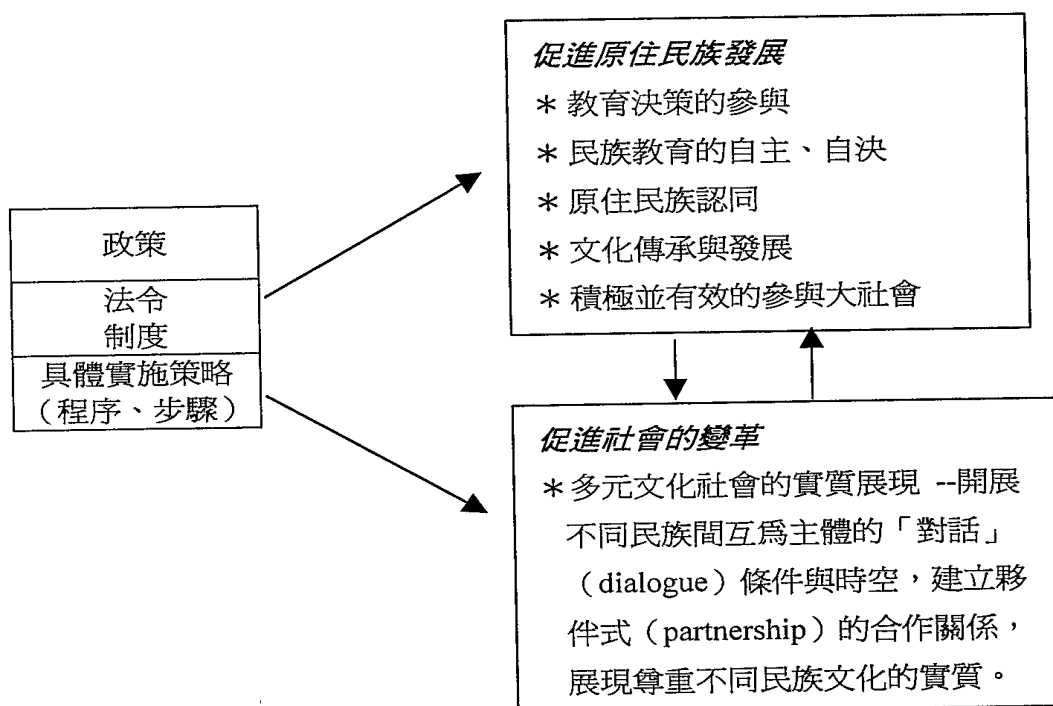 政策
法令
制度
具體實施策略
（程序、步驟）
促進原住民族發展
＊教育決策的參與
＊民族教育的自主、自決
＊原住民族認同
＊文化傳承與發展
＊積極並有效的參與大社會
促進社會的變革
＊多元文化社會的實質展現 --開展
不同民族間互爲主體的「對話」
（dialogue）條件與時空，建立夥
伴式（partnership）的合作關係，
展現尊重不同民族文化的實質。